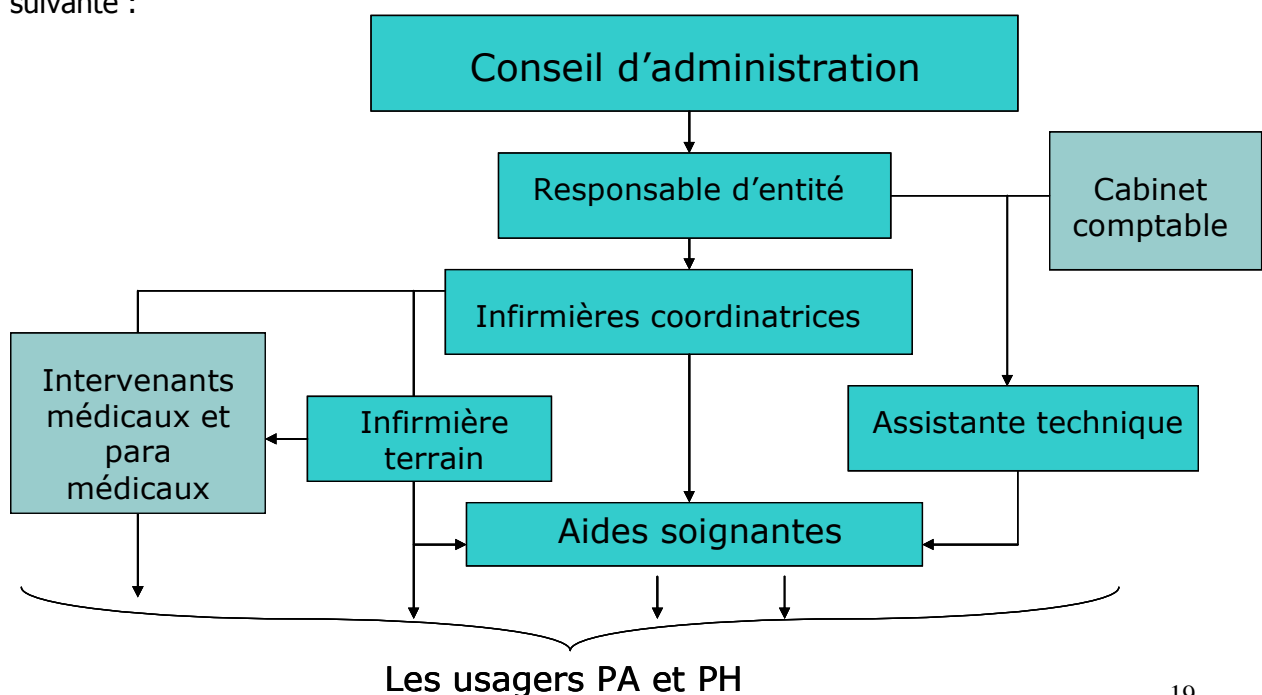 suivante :
Conseil d’administration
Responsable d’entité
Cabinet
comptable
Infirmières coordinatrices
Intervenants
médicaux et
para
médicaux
Infirmière
terrain
Assistante technique
Aides soignantes
Les usagers PA et PH
19